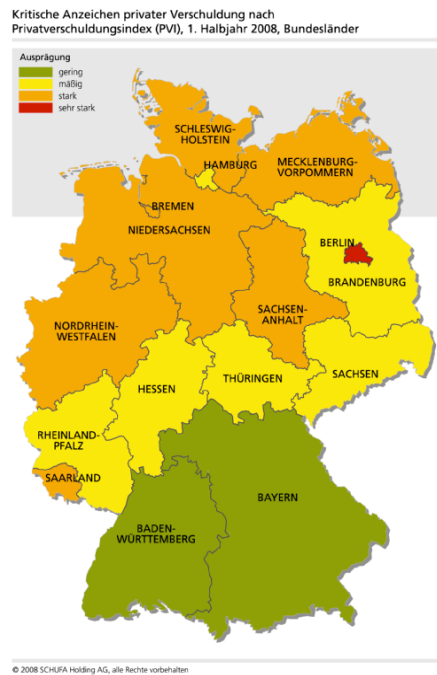 Kritische Anzeichen privater Verschuldung nach
Privatverschuldungsindex (PVI), 1. Halbjahr 2008, Bundesländer
Ausprägung
gering
mäßig
stark
sehr stark
SCHLESWIG-
HOLSTEIN
HAMBURG
MECKLENBURG-
VORPOMMERN
BREMEN
NIEDERSACHSEN
BERLIN
BRANDENBURG
SACHSEN-
ANHALT
NORDRHEIN-
WESTFALEN
HESSEN
THÜRINGEN
SACHSEN
RHEINLAND-
PFALZ
SAARLAND
BAYERN
BADEN-
WÜRTTEMBERG
© 2008 SCHUFA Holding AG, alle Rechte vorbehalten